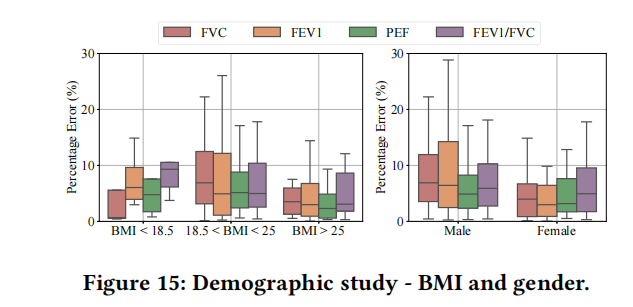 FVC FEV1 PEF FEV1/FVC
Percentage Error (%)
30
20
10
0
BMI < 18.5 18.5 < BMI < 25 BMI > 25
Percentage Error (%)
30
20
10
0
Male Female
Figure 15: Demographic study - BMI and gender.